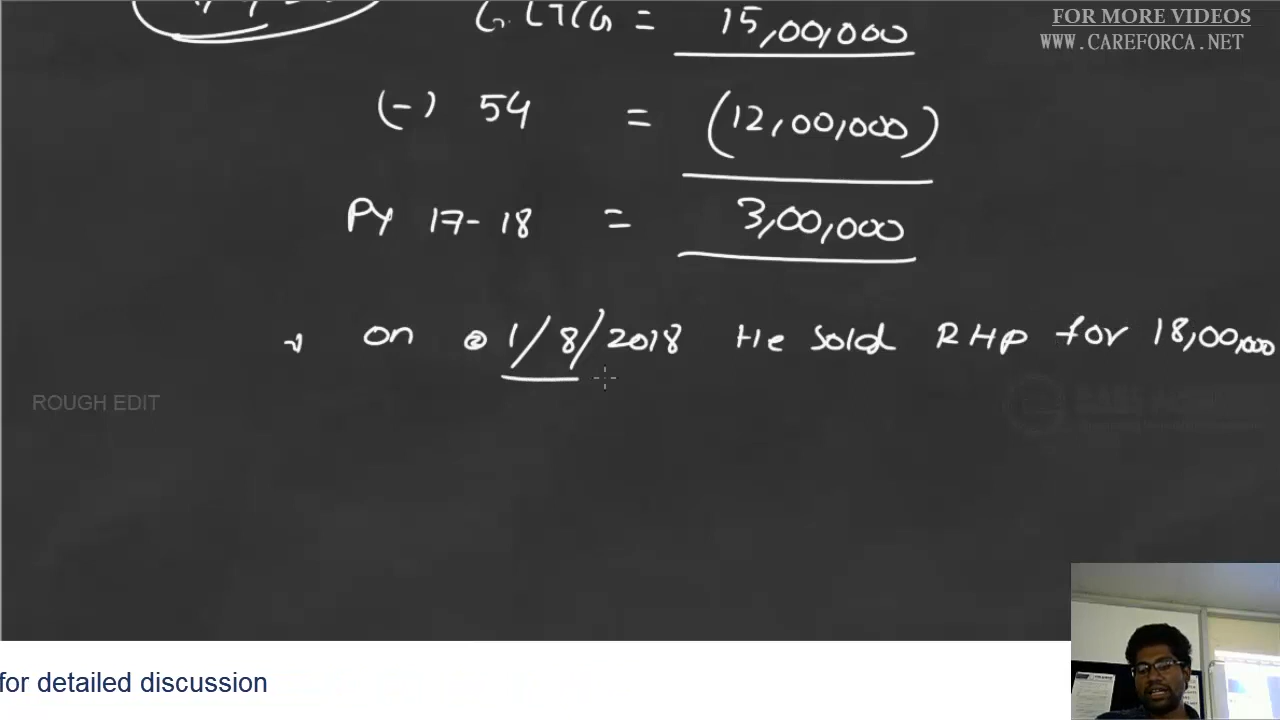 FOR MORE VIDEOS
WWW.CAREFORCA.NET
G.LTCG = 15,00,000
(-) 54 = (12,00,000)
PY 17-18 = 3,00,000
on 1/8/2018 He sold RHP for 18,00,000
ROUGH EDIT
for detailed discussion